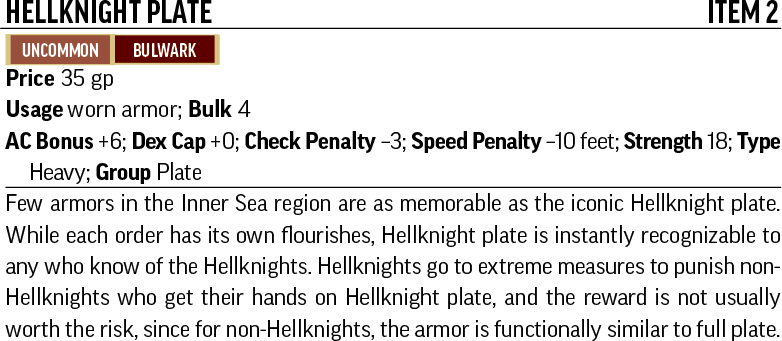 HELLKNIGHT PLATE ITEM 2
UNCOMMON BULWARK
Price 35 gp
Usage worn armor; Bulk 4
AC Bonus +6; Dex Cap +0; Check Penalty –3; Speed Penalty –10 feet; Strength 18; Type
Heavy; Group Plate
Few armors in the Inner Sea region are as memorable as the iconic Hellknight plate.
While each order has its own flourishes, Hellknight plate is instantly recognizable to
any who know of the Hellknights. Hellknights go to extreme measures to punish non-
Hellknights who get their hands on Hellknight plate, and the reward is not usually
worth the risk, since for non-Hellknights, the armor is functionally similar to full plate.